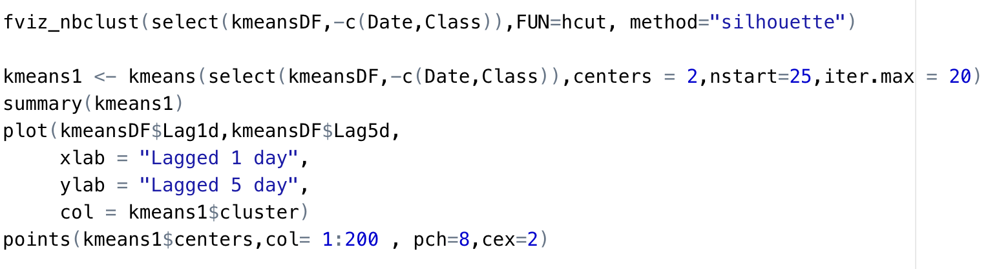 fviz_nbclust(select(kmeansDF,-c(Date,Class)),FUN=hcut, method="silhouette")
kmeans1 <- kmeans(select(kmeansDF,-c(Date,Class)),centers = 2,nstart=25,iter.max = 20)
summary(kmeans1)
plot(kmeansDF$Lag1d,kmeansDF$Lag5d,
     xlab = "Lagged 1 day",
     ylab = "Lagged 5 day",
     col = kmeans1$cluster)
points(kmeans1$centers,col= 1:200 , pch=8,cex=2)